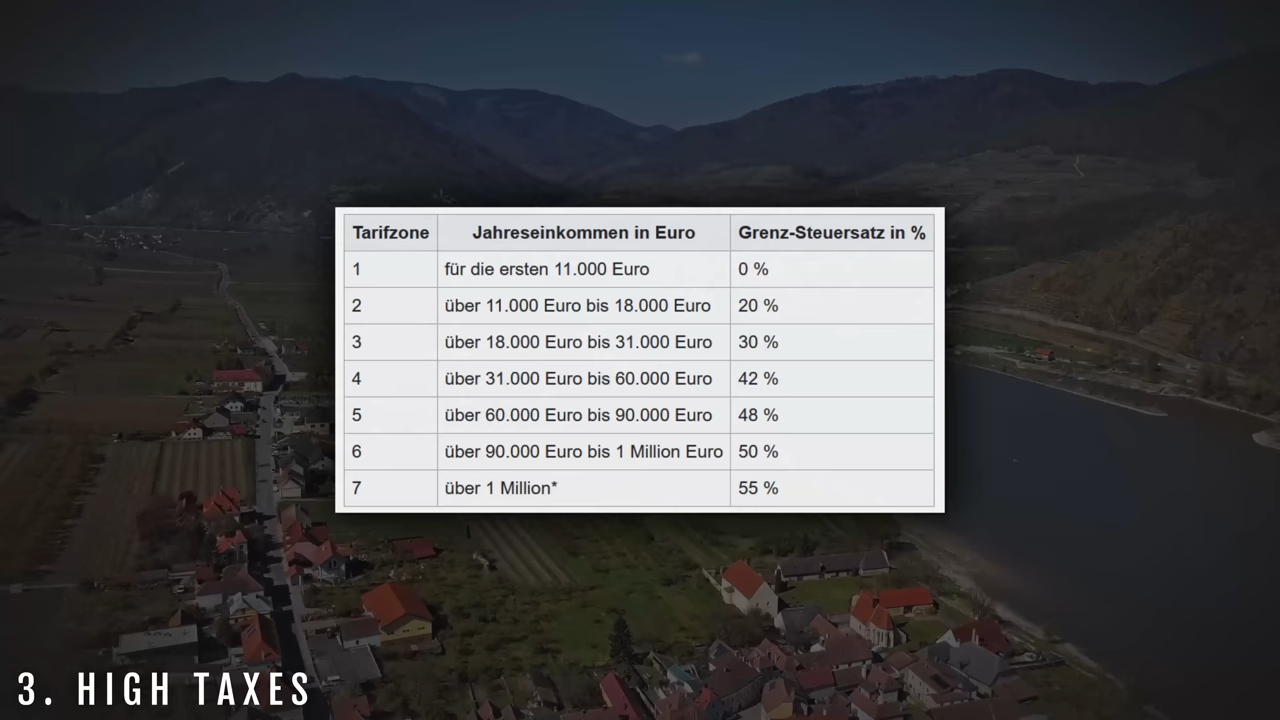 Tarifzone Jahreseinkommen in Euro Grenz-Steuersatz in %
1 für die ersten 11.000 Euro 0 %
2 über 11.000 Euro bis 18.000 Euro 20 %
3 über 18.000 Euro bis 31.000 Euro 30 %
4 über 31.000 Euro bis 60.000 Euro 42 %
5 über 60.000 Euro bis 90.000 Euro 48 %
6 über 90.000 Euro bis 1 Million Euro 50 %
7 über 1 Million* 55 %
3. HIGH TAXES